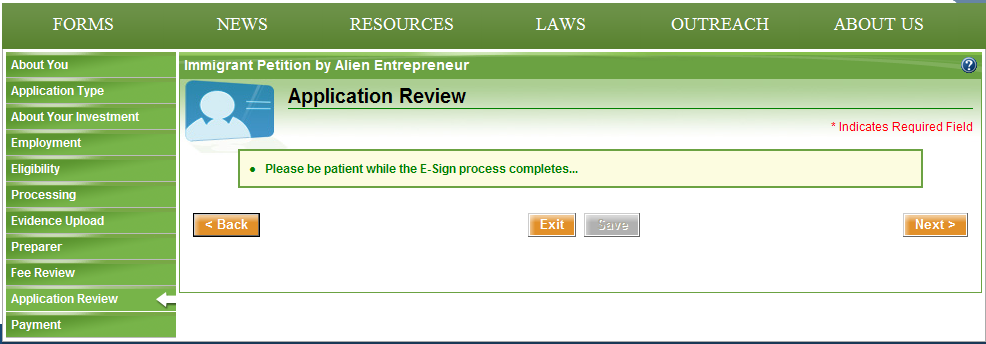 FORMS NEWS RESOURCES LAWS OUTREACH ABOUT US
About You
Application Type
About Your Investment
Employment
Eligibility
Processing
Evidence Upload
Preparer
Fee Review
Application Review
Payment
Immigrant Petition by Alien Entrepreneur ?
Application Review
* Indicates Required Field
• Please be patient while the E-Sign process completes...
< Back Exit Save Next >